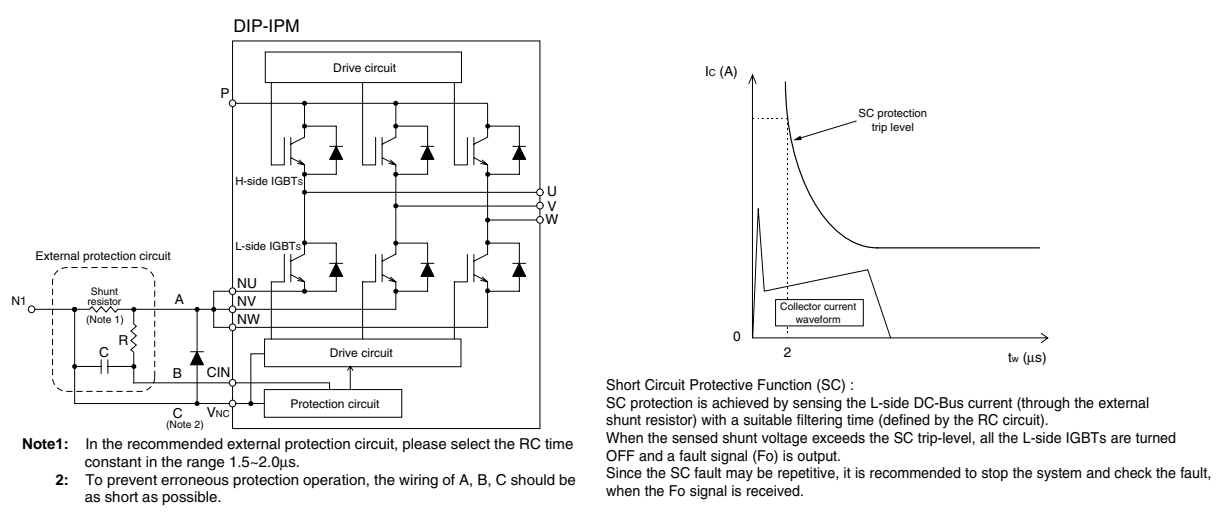 DIP-IPM
Drive circuit
P
H-side IGBTs
U
V
W
L-side IGBTs
External protection circuit
NU
N1
Shunt
resistor
(Note 1)
A
NV
NW
R
C
Drive circuit
B
CIN
Protection circuit
C
(Note 2)
VNC
Note1: In the recommended external protection circuit, please select the RC time
constant in the range 1.5~2.0μs.
2: To prevent erroneous protection operation, the wiring of A, B, C should be
as short as possible.
IC (A)
SC protection
trip level
Collector current
waveform
0
2
tw (μs)
Short Circuit Protective Function (SC) :
SC protection is achieved by sensing the L-side DC-Bus current (through the external
shunt resistor) with a suitable filtering time (defined by the RC circuit).
When the sensed shunt voltage exceeds the SC trip-level, all the L-side IGBTs are turned
OFF and a fault signal (Fo) is output.
Since the SC fault may be repetitive, it is recommended to stop the system and check the fault,
when the Fo signal is received.